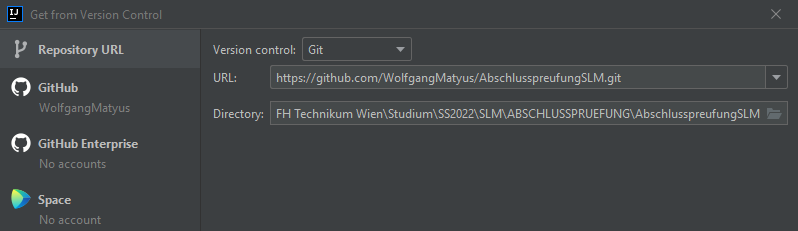 IJ Get from Version Control
Repository URL
GitHub
WolfgangMatyus
GitHub Enterprise
No accounts
Space
No account
Version control: Git
URL: https://github.com/WolfgangMatyus/AbschlusspreufungSLM.git
Directory: FH Technikum Wien\Studium\SS2022\SLM\ABSCHLUSSPRUEFUNG\AbschlusspreufungSLM